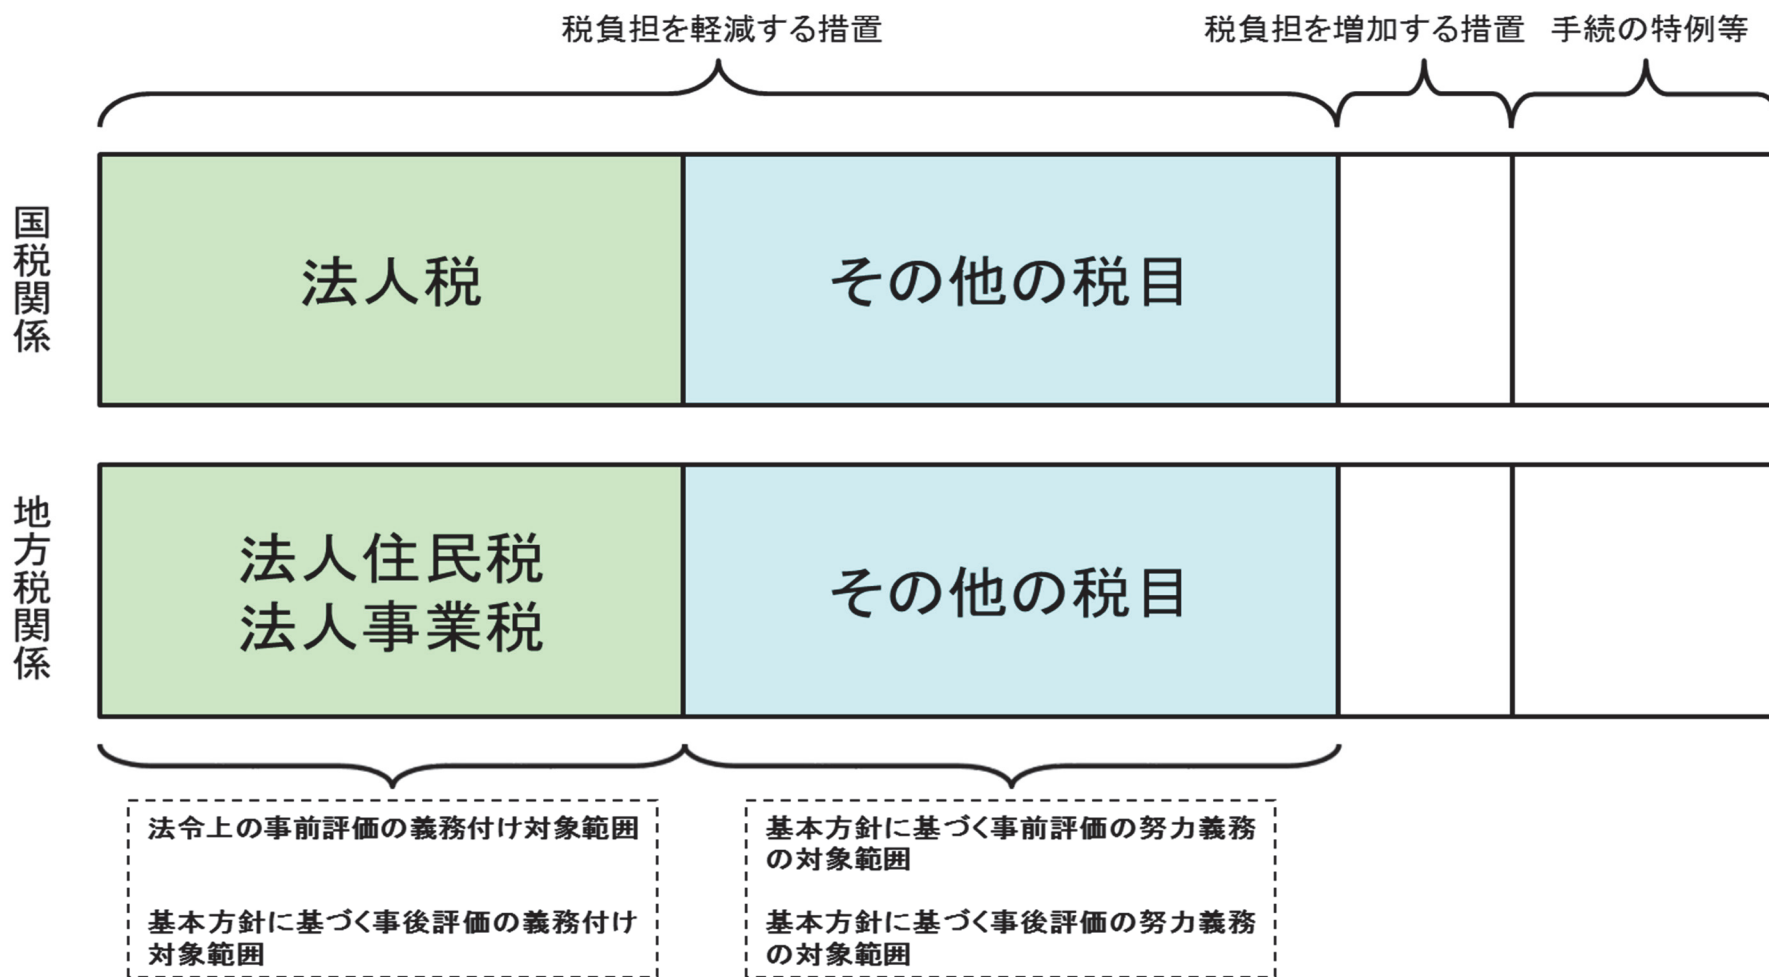 税負担を軽減する措置
税負担を増加する措置
手続の特例等
国税関係
法人税
その他の税目
地方税関係
法人住民税
法人事業税
その他の税目
法令上の事前評価の義務付け対象範囲
基本方針に基づく事後評価の義務付け
対象範囲
基本方針に基づく事前評価の努力義務
の対象範囲
基本方針に基づく事後評価の努力義務
の対象範囲